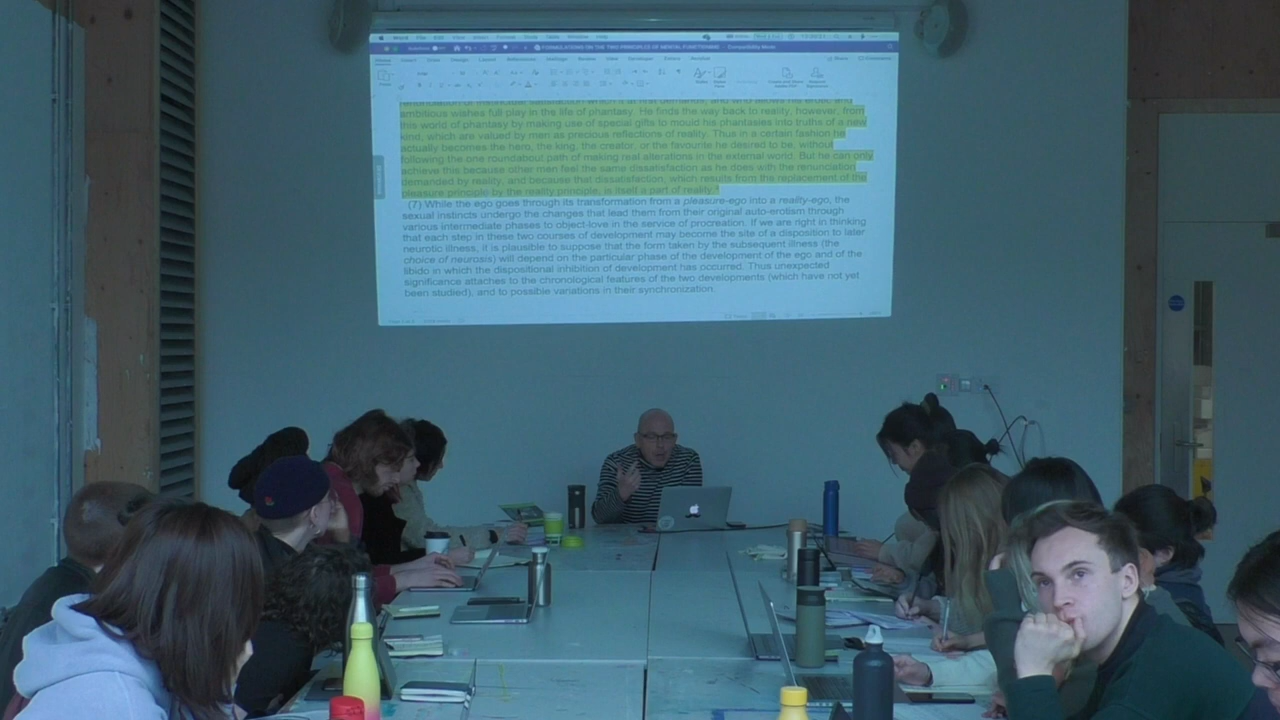 FORMULATIONS ON THE TWO PRINCIPLES OF MENTAL FUNCTIONING - Compatibility Mode
ambitious wishes full play in the life of phantasy. He finds the way back to reality, however, from
this world of phantasy by making use of special gifts to mould his phantasies into truths of a new
kind, which are valued by men as precious reflections of reality. Thus in a certain fashion he
actually becomes the hero, the king, the creator, or the favourite he desired to be, without
following the one roundabout path of making real alterations in the external world. But he can only
achieve this because other men feel the same dissatisfaction as he does with the renunciation
demanded by reality, and because that dissatisfaction, which results from the replacement of the
pleasure principle by the reality principle, is itself a part of reality.
(7) While the ego goes through its transformation from a pleasure-ego into a reality-ego, the
sexual instincts undergo the changes that lead them from their original auto-erotism through
various intermediate phases to object-love in the service of procreation. If we are right in thinking
that each step in these two courses of development may become the site of a disposition to later
neurotic illness, it is plausible to suppose that the form taken by the subsequent illness (the
choice of neurosis) will depend on the particular phase of the development of the ego and of the
libido in which the dispositional inhibition of development has occurred. Thus unexpected
significance attaches to the chronological features of the two developments (which have not yet
been studied), and to possible variations in their synchronization.